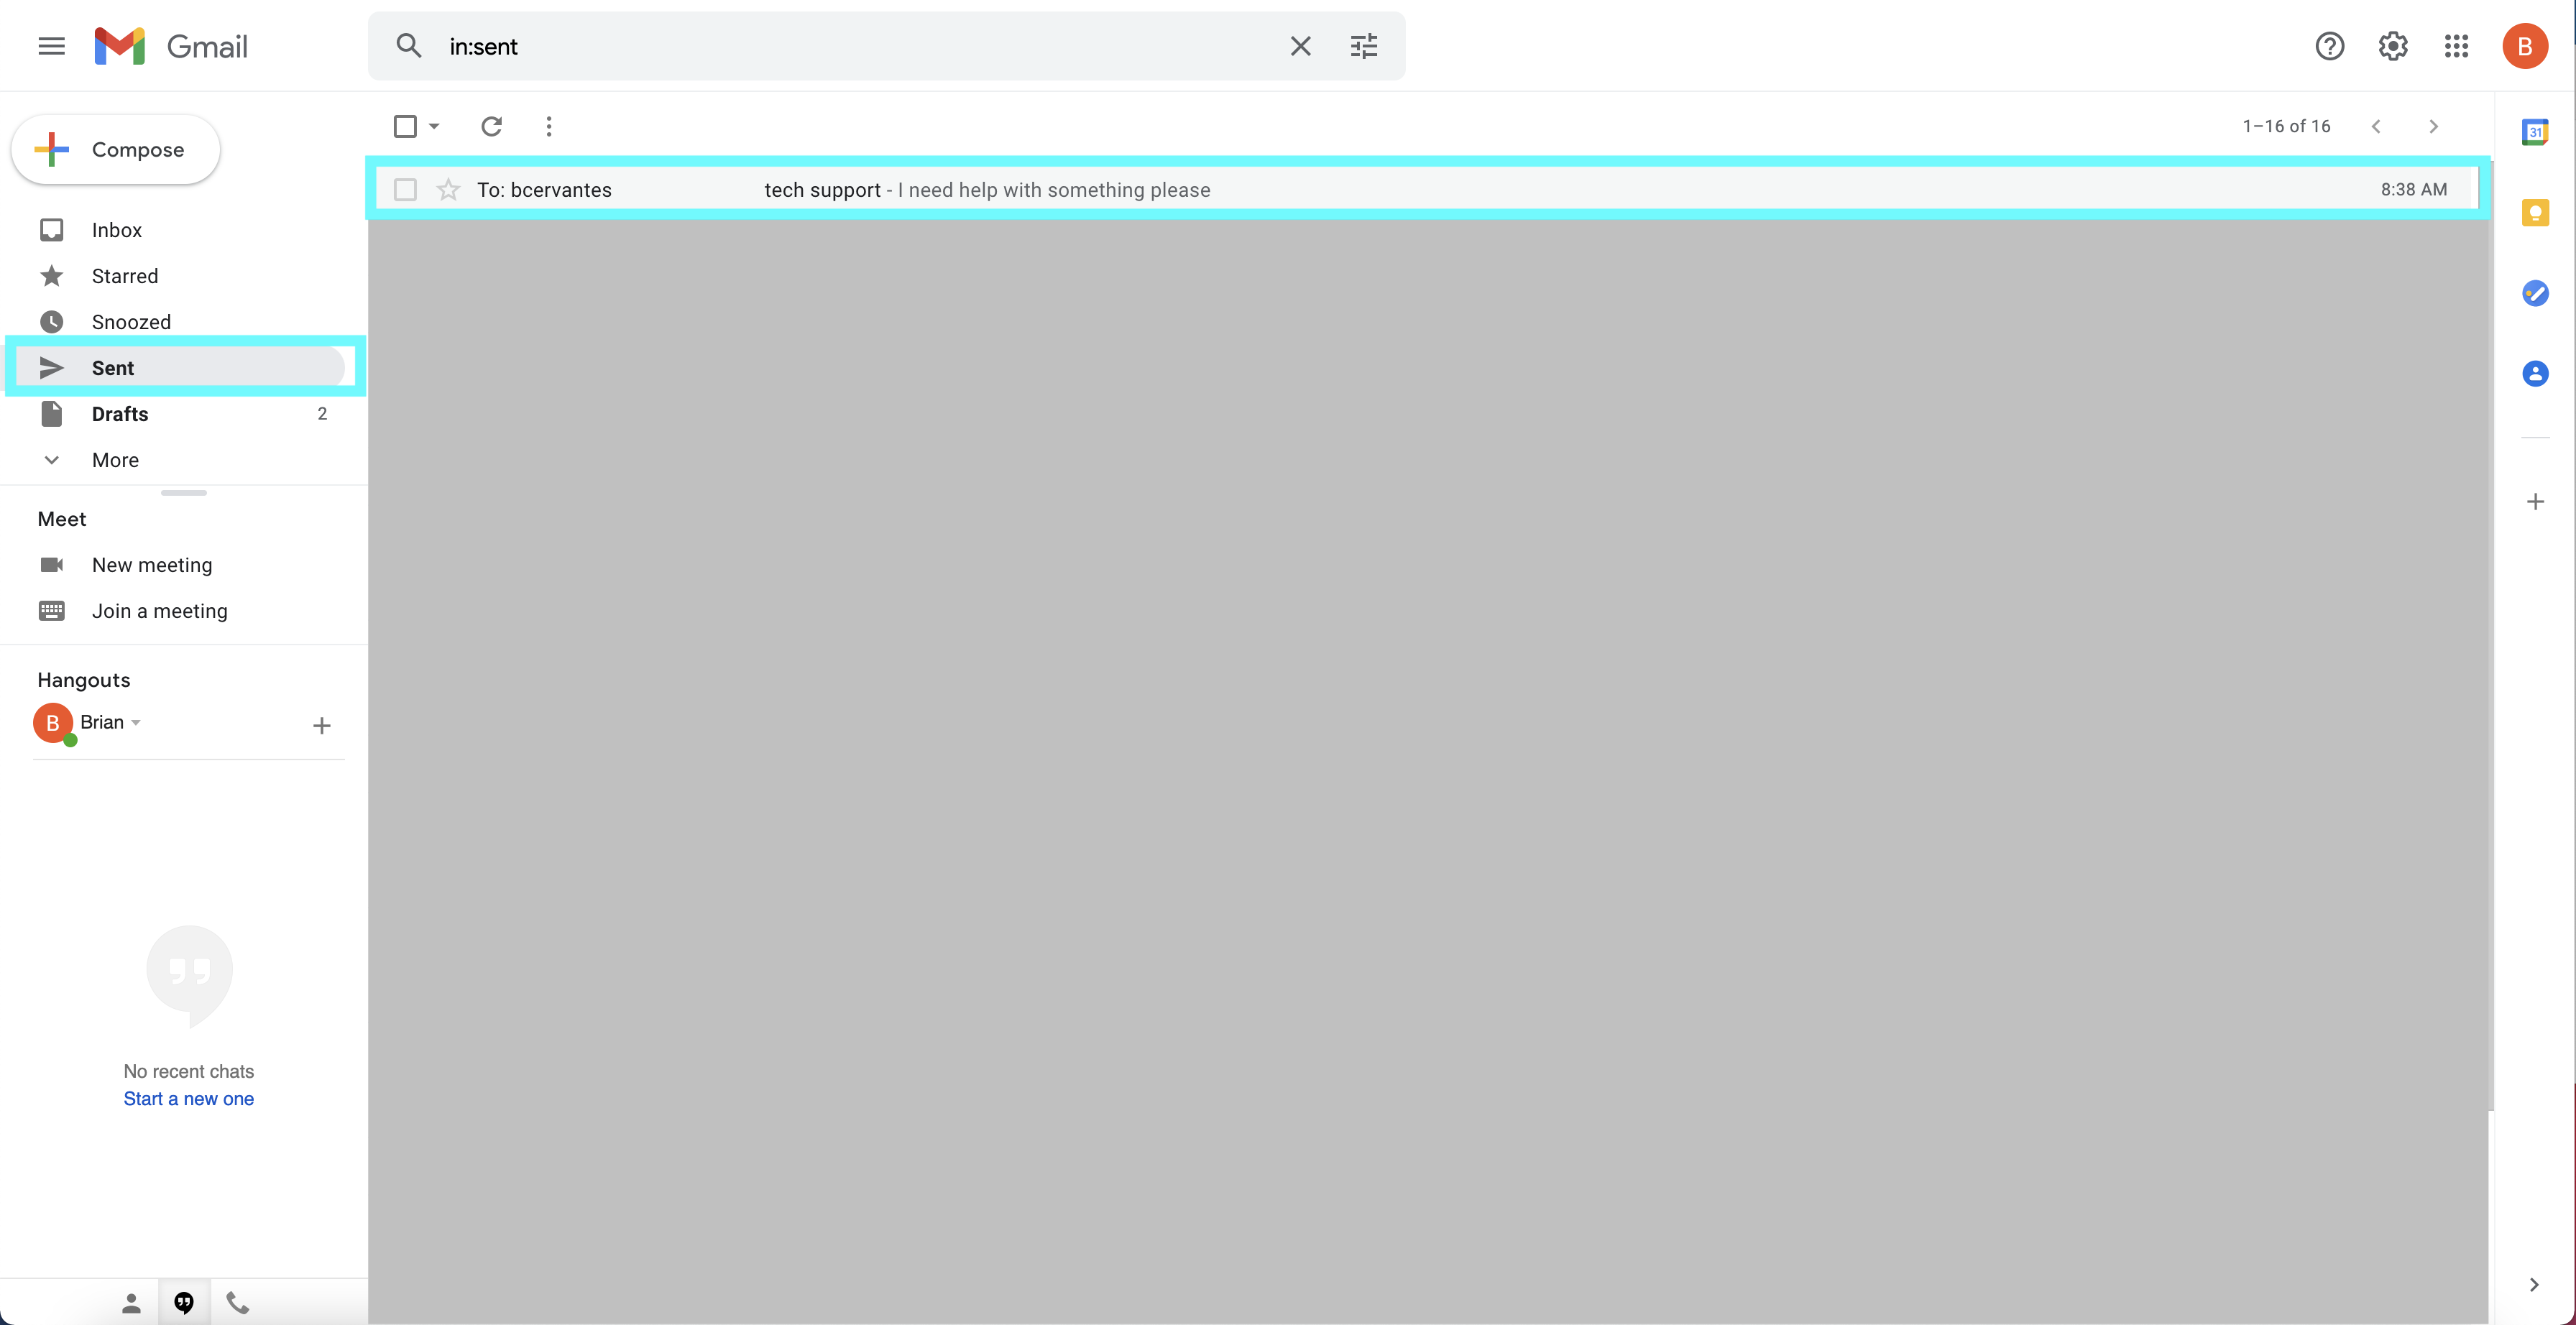 Gmail
in:sent
B
Compose
1–16 of 16
31
To: bcervantes tech support - I need help with something please 8:38 AM
Inbox
Starred
Snoozed
Sent
Drafts 2
More
Meet
New meeting
Join a meeting
Hangouts
B Brian
No recent chats
Start a new one